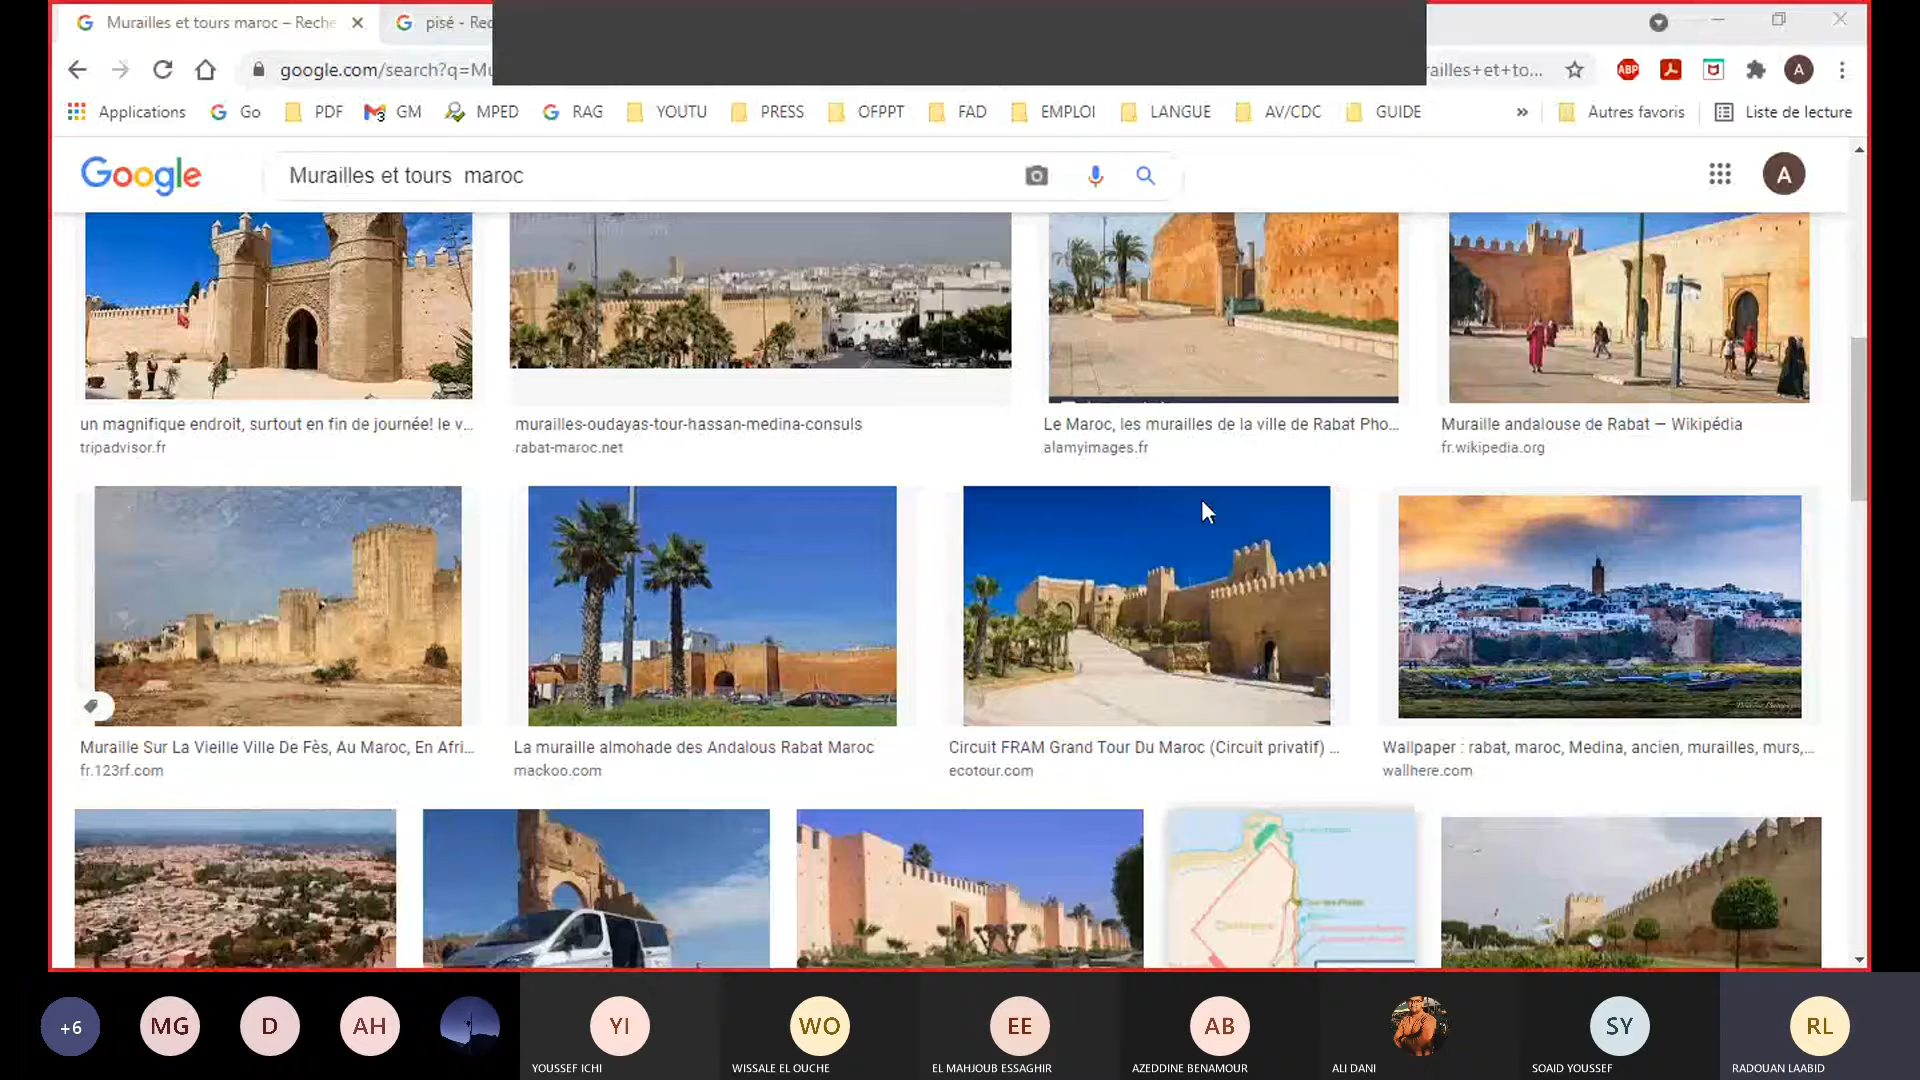 Murailles et tours maroc – Reche
pisé - Rec
google.com/search?q=Mu
railles+et+to...
ABP
A
Applications
Go
PDF
GM
MPED
RAG
YOUTU
PRESS
OFPPT
FAD
EMPLOI
LANGUE
AV/CDC
GUIDE
»
Autres favoris
Liste de lecture
Google
Murailles et tours  maroc
A
un magnifique endroit, surtout en fin de journée! le v...
tripadvisor.fr
murailles-oudayas-tour-hassan-medina-consuls
rabat-maroc.net
Le Maroc, les murailles de la ville de Rabat Pho...
alamyimages.fr
Muraille andalouse de Rabat — Wikipédia
fr.wikipedia.org
Muraille Sur La Vieille Ville De Fès, Au Maroc, En Afri...
fr.123rf.com
La muraille almohade des Andalous Rabat Maroc
mackoo.com
Circuit FRAM Grand Tour Du Maroc (Circuit privatif) ...
ecotour.com
Wallpaper : rabat, maroc, Medina, ancien, murailles, murs,...
wallhere.com
+6
MG
D
AH
YI
YOUSSEF ICHI
WO
WISSALE EL OUCHE
EE
EL MAHJOUB ESSAGHIR
AB
AZEDDINE BENAMOUR
ALI DANI
SY
SOAID YOUSSEF
RL
RADOUAN LAABID